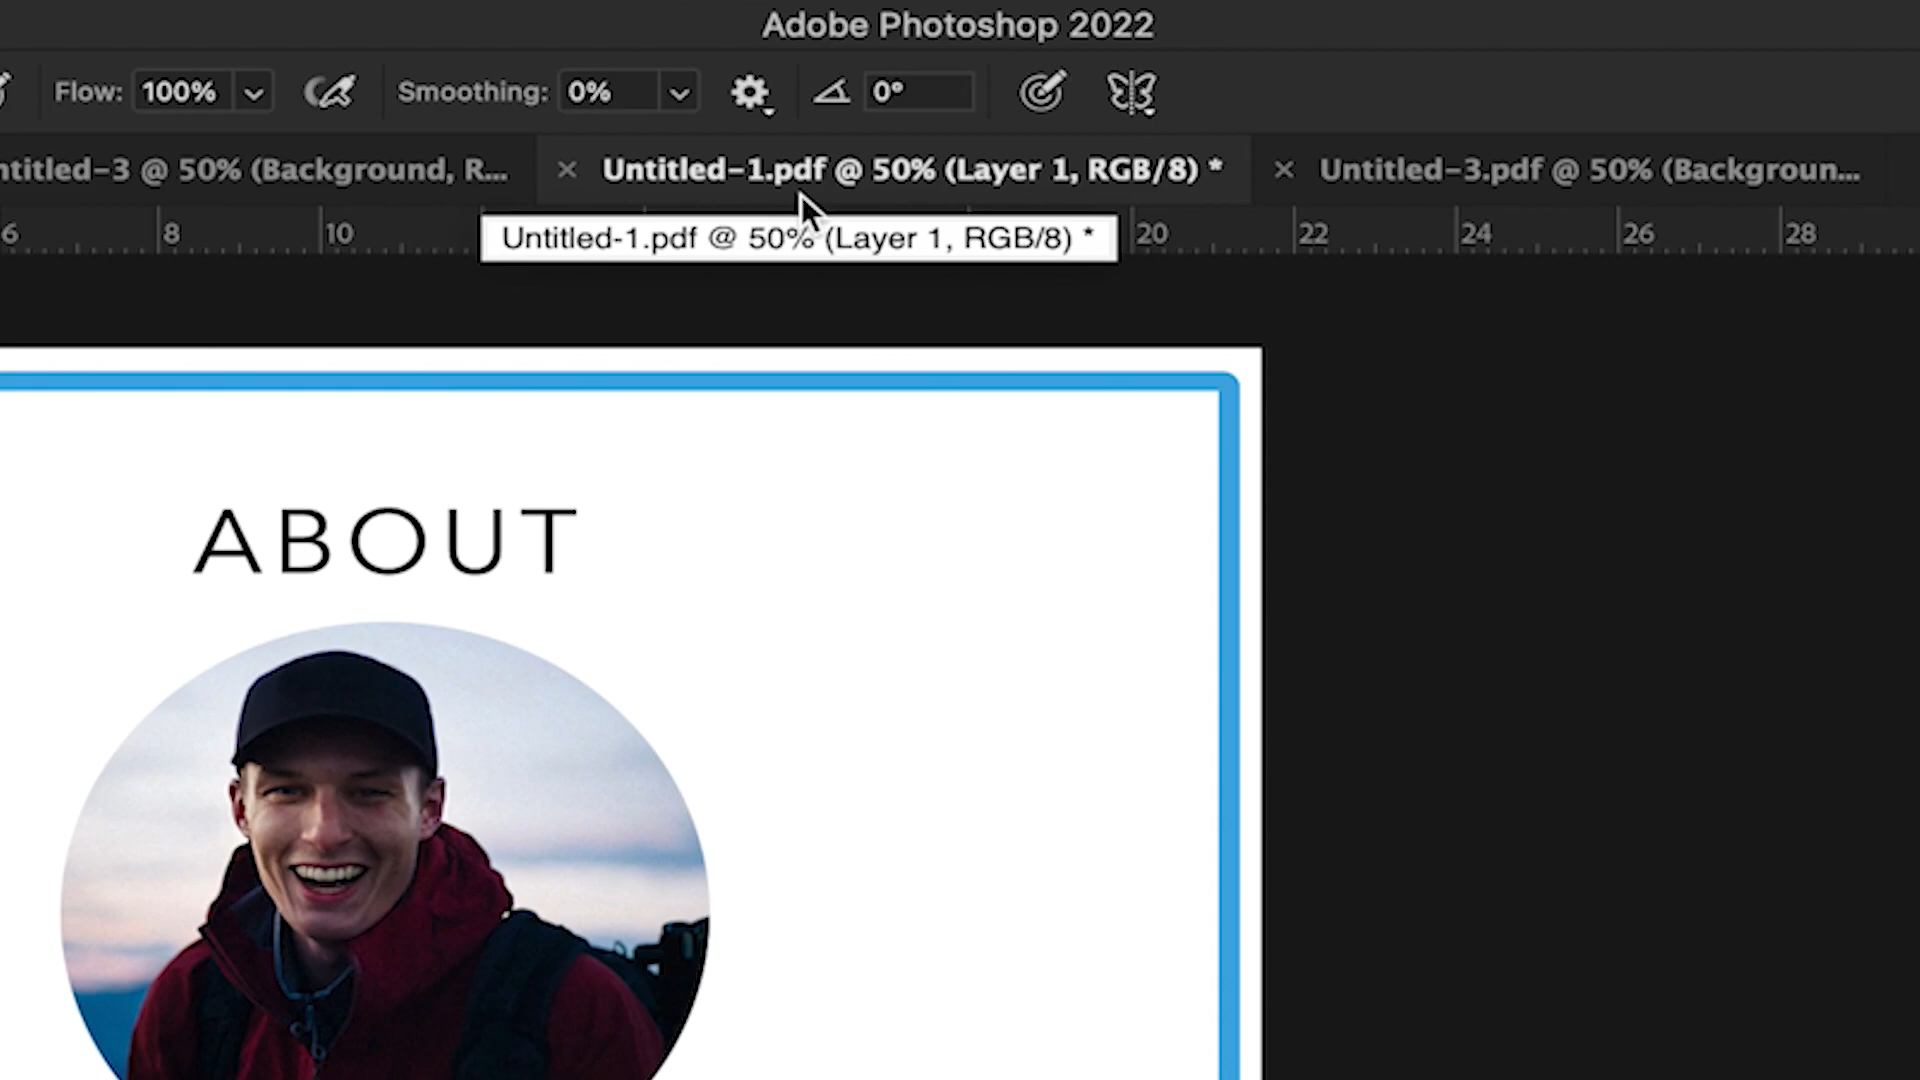 Adobe Photoshop 2022
Flow: 100% Smoothing: 0% 0°
ntitled-3 @ 50% (Background, R... × Untitled-1.pdf @ 50% (Layer 1, RGB/8) * × Untitled-3.pdf @ 50% (Backgroun...
6 8 10 20 22 24 26 28
Untitled-1.pdf @ 50% (Layer 1, RGB/8) *
ABOUT